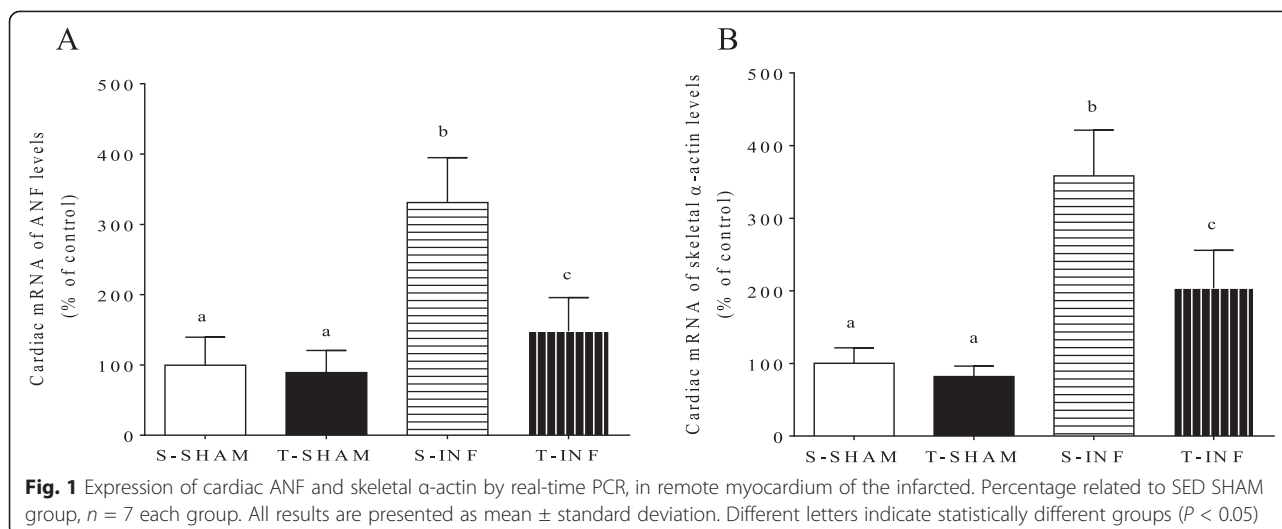 A
Cardiac mRNA of ANF levels
(% of control)
500
400
300
200
100
0
a
a
b
c
S-SHAM
T-SHAM
S-INF
T-INF
B
Cardiac mRNA of skeletal α-actin levels
(% of control)
500
400
300
200
100
0
a
a
b
c
S-SHAM
T-SHAM
S-INF
T-INF
Fig. 1 Expression of cardiac ANF and skeletal α-actin by real-time PCR, in remote myocardium of the infarcted. Percentage related to SED SHAM
group, n = 7 each group. All results are presented as mean ± standard deviation. Different letters indicate statistically different groups (P < 0.05)